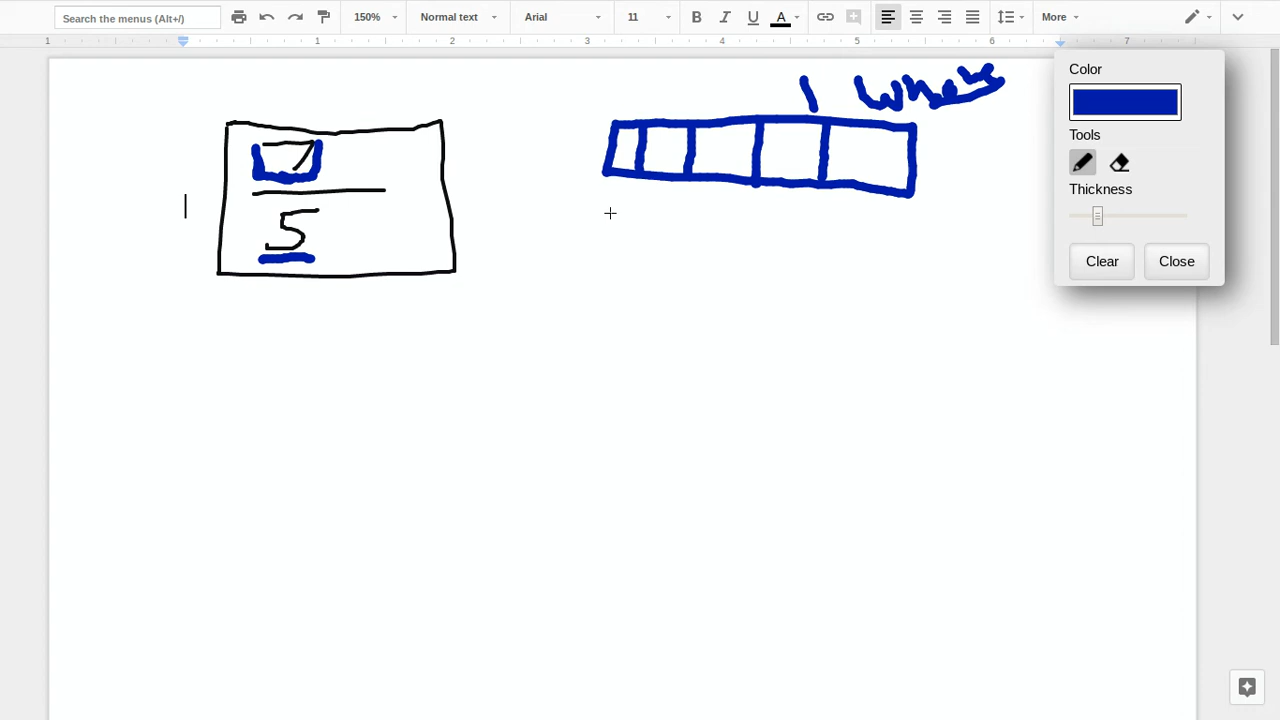 Search the menus (Alt+/)
150%
Normal text
Arial
11
B
I
U
A
More
1
1
2
3
4
5
6
7
Color
Tools
Thickness
Clear
Close
1
7
5